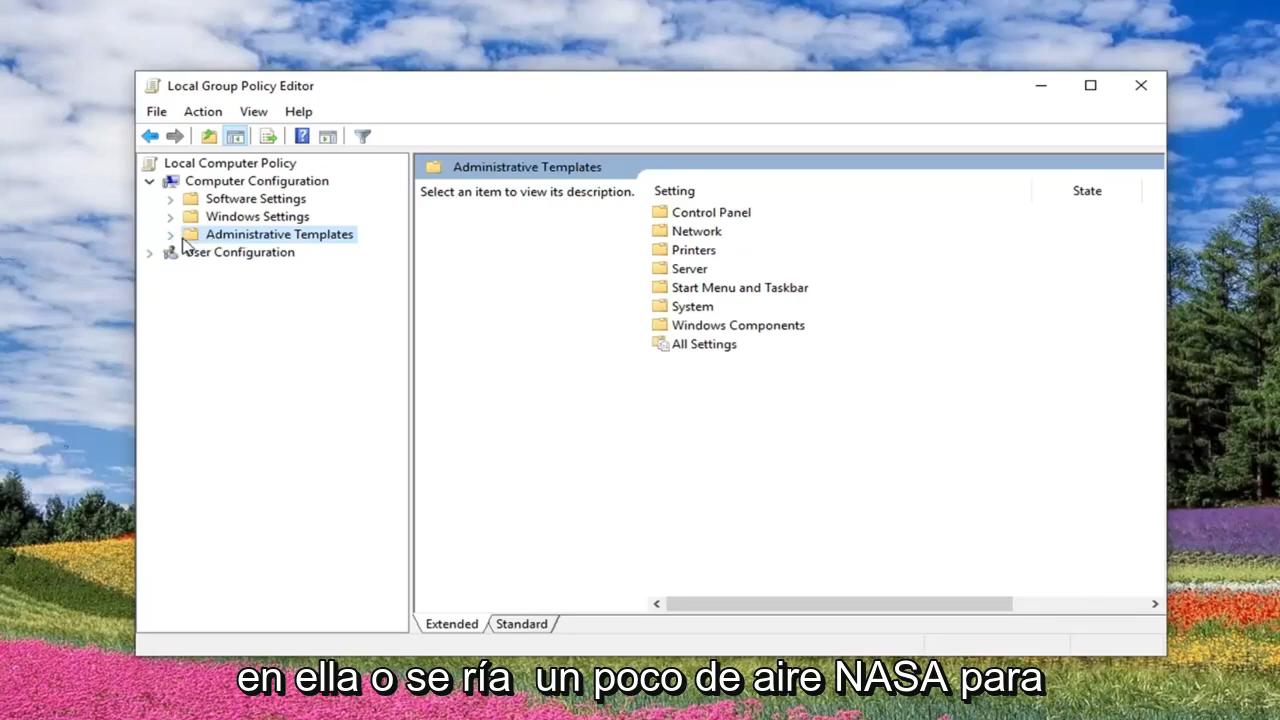 Local Group Policy Editor
File Action View Help
Local Computer Policy
Computer Configuration
Software Settings
Windows Settings
Administrative Templates
User Configuration
Administrative Templates
Select an item to view its description.
Setting State
Control Panel
Network
Printers
Server
Start Menu and Taskbar
System
Windows Components
All Settings
Extended Standard
en ella o se ría un poco de aire NASA para